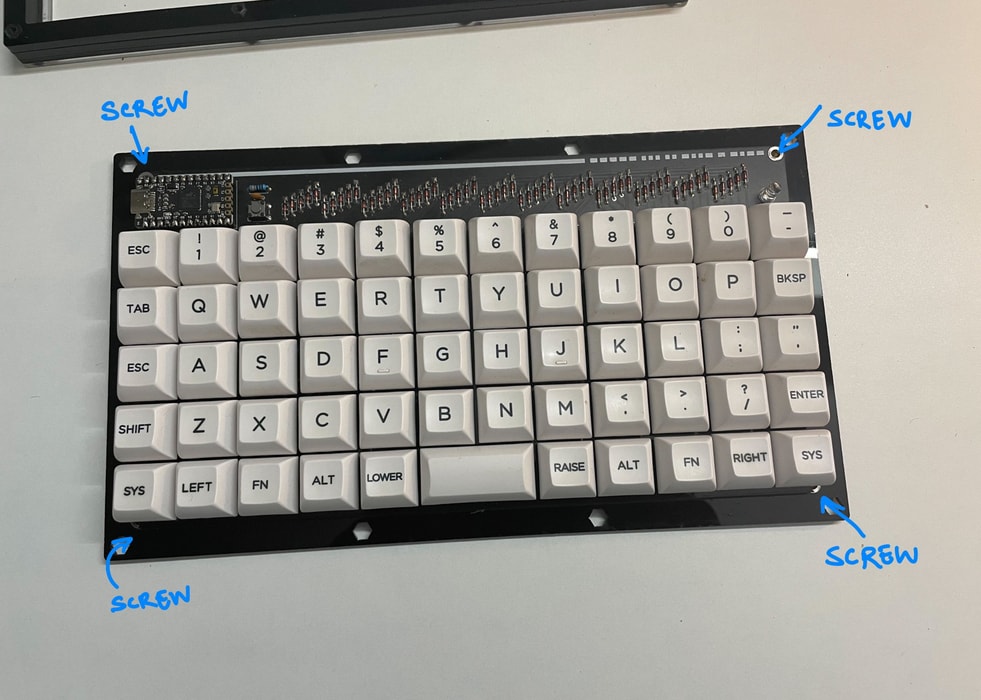 SCREW
SCREW
ESC ! 1 @ 2 # 3 $ 4 % 5 ^ 6 & 7 * 8 ( 9 ) 0 _ -
TAB Q W E R T Y U I O P BKSP
ESC A S D F G H J K L : ; " '
SHIFT Z X C V B N M < , > . ? / ENTER
SYS LEFT FN ALT LOWER RAISE ALT FN RIGHT SYS
SCREW
SCREW